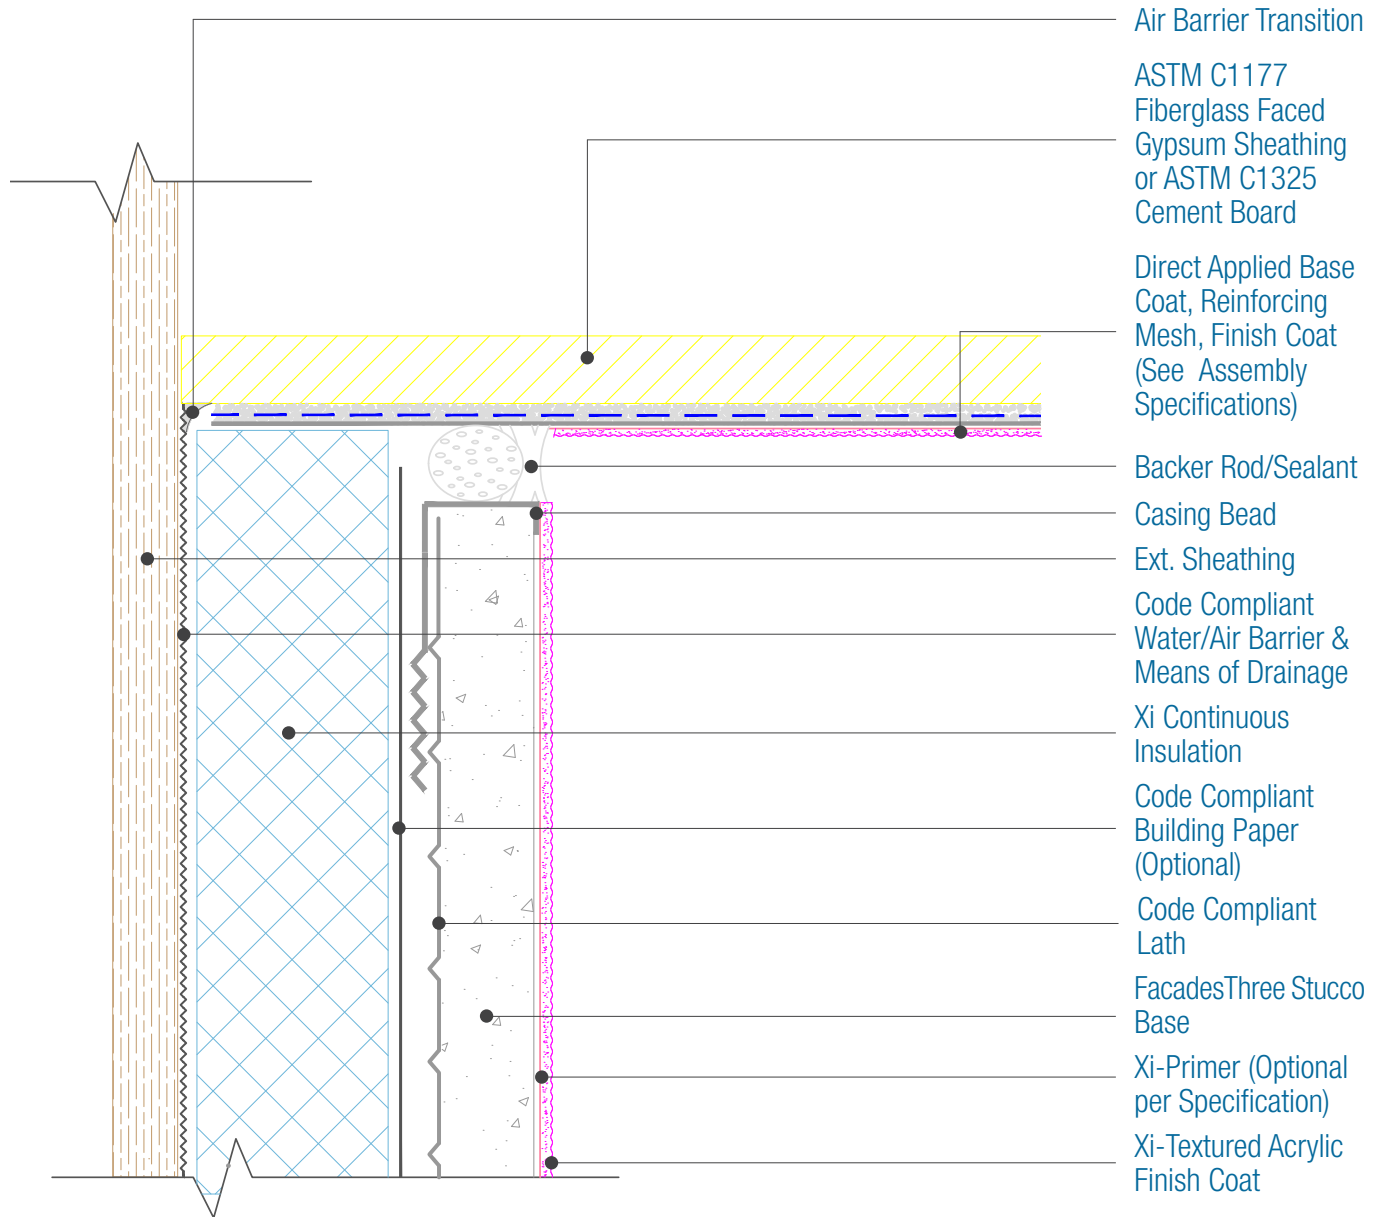 Air Barrier Transition
ASTM C1177
Fiberglass Faced
Gypsum Sheathing
or ASTM C1325
Cement Board
Direct Applied Base
Coat, Reinforcing
Mesh, Finish Coat
(See Assembly
Specifications)
Backer Rod/Sealant
Casing Bead
Ext. Sheathing
Code Compliant
Water/Air Barrier &
Means of Drainage
Xi Continuous
Insulation
Code Compliant
Building Paper
(Optional)
Code Compliant
Lath
FacadesThree Stucco
Base
Xi-Primer (Optional
per Specification)
Xi-Textured Acrylic
Finish Coat